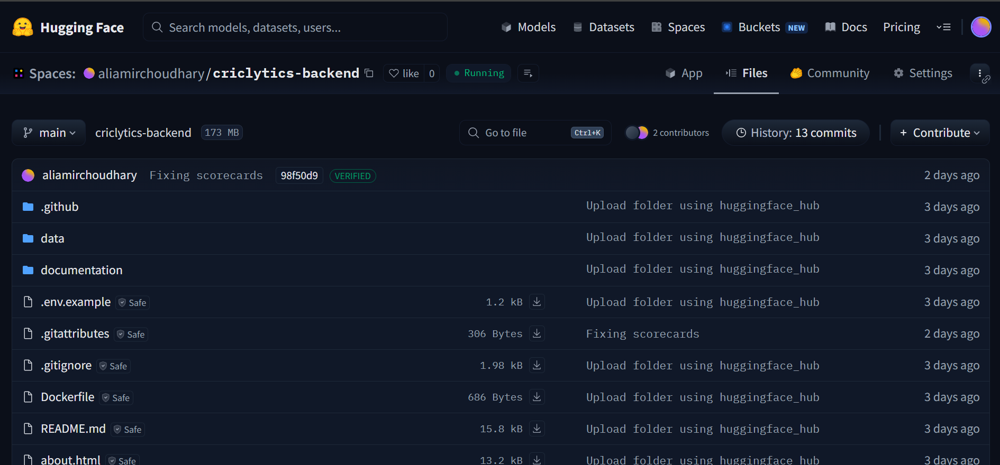 Hugging Face Search models, datasets, users... Models Datasets Spaces Buckets NEW Docs Pricing
Spaces: aliamirchoudhary/criclytics-backend like 0 Running App Files Community Settings
main criclytics-backend 173 MB Go to file Ctrl+K 2 contributors History: 13 commits + Contribute
aliamirchoudhary Fixing scorecards 98f50d9 VERIFIED 2 days ago
.github Upload folder using huggingface_hub 3 days ago
data Upload folder using huggingface_hub 3 days ago
documentation Upload folder using huggingface_hub 3 days ago
.env.example Safe 1.2 kB Upload folder using huggingface_hub 3 days ago
.gitattributes Safe 306 Bytes Fixing scorecards 2 days ago
.gitignore Safe 1.98 kB Upload folder using huggingface_hub 3 days ago
Dockerfile Safe 686 Bytes Upload folder using huggingface_hub 3 days ago
README.md Safe 15.8 kB Upload folder using huggingface_hub 3 days ago
about.html Safe 13.2 kB Upload folder using huggingface_hub 3 days ago